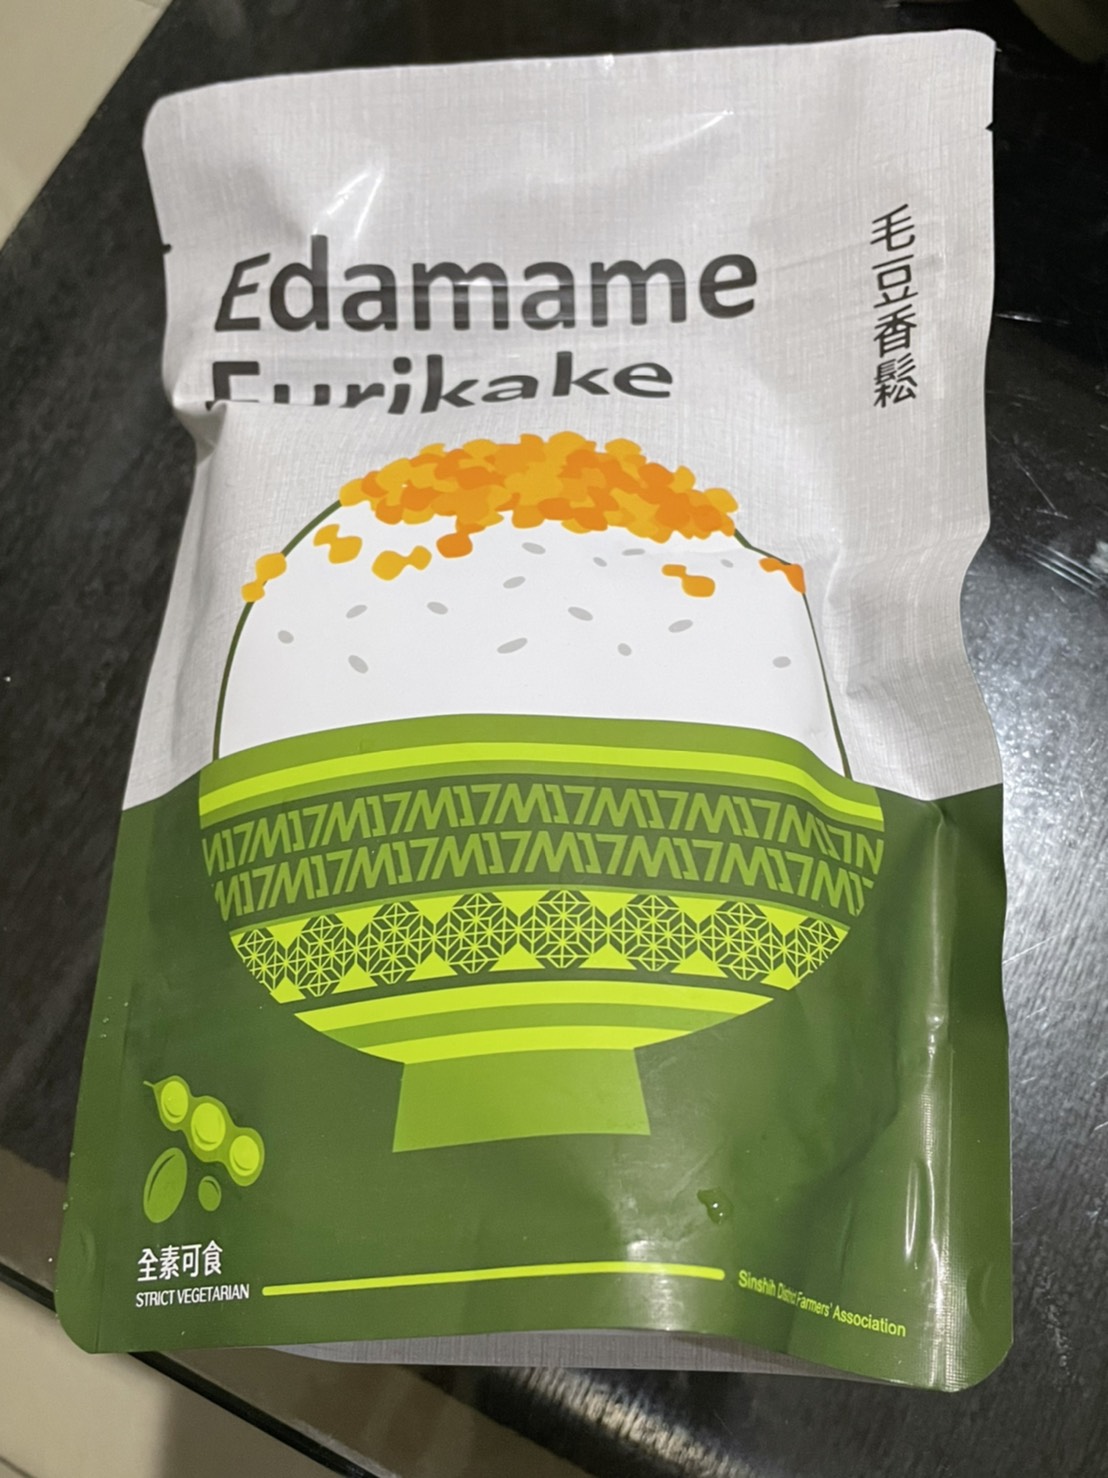 Edamame
Furikake
毛豆香鬆
全素可食
STRICT VEGETARIAN
Sinshih District Farmers' Association